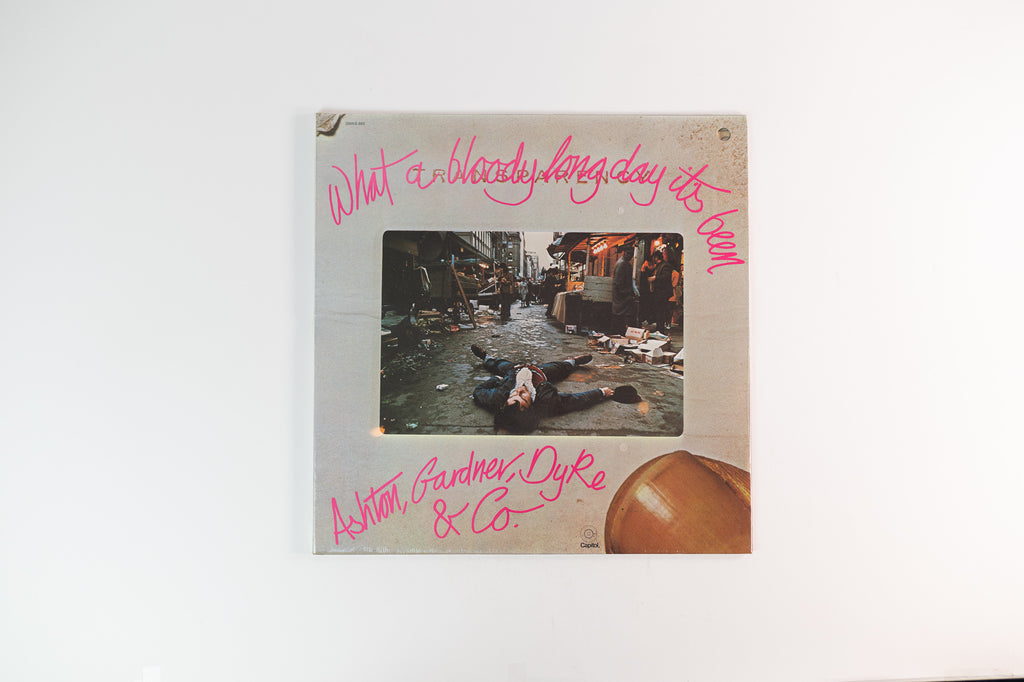 What a bloody long day it's been
TRANSPARENCY
Ashton, Gardner, Dyke
& Co.
Capitol.